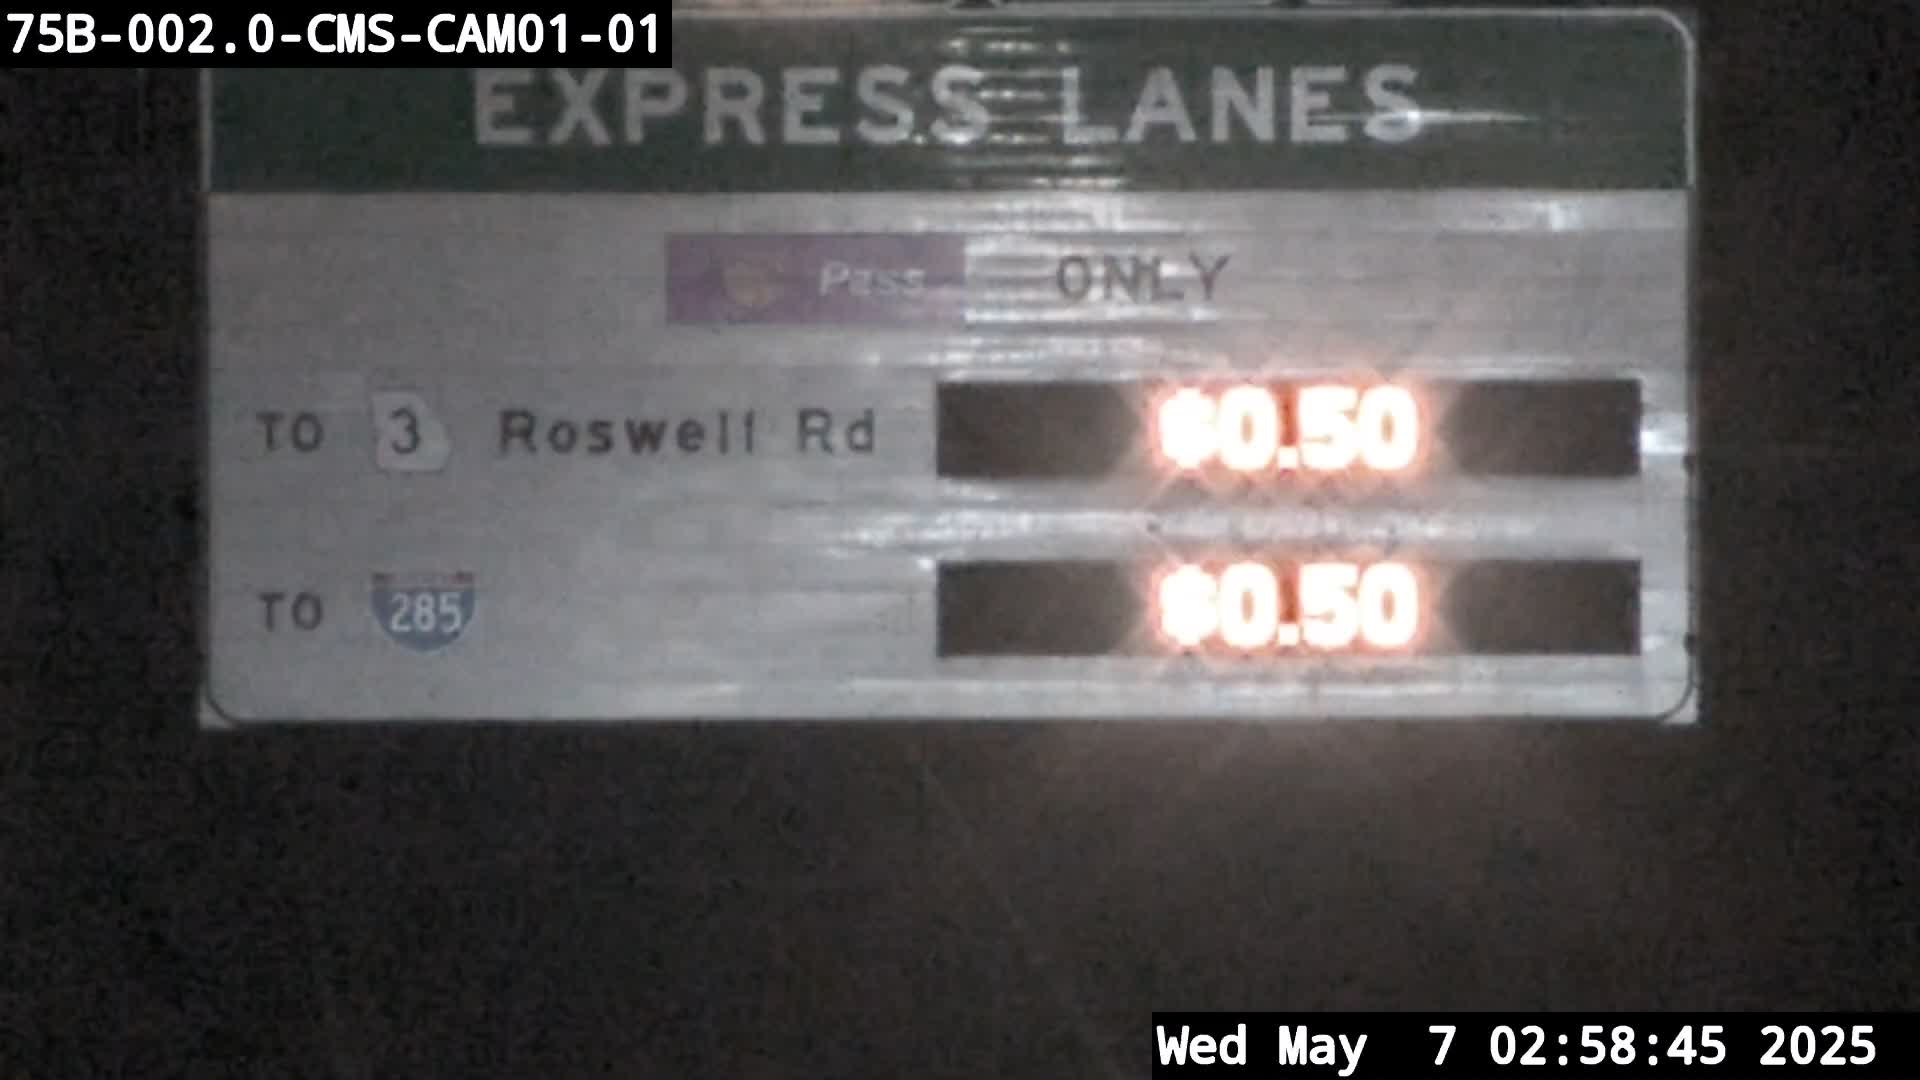 75B-002.0-CMS-CAM01-01
EXPRESS LANES
Pass ONLY
TO 3 Roswell Rd $0.50
TO 285 $0.50
Wed May 7 02:58:45 2025